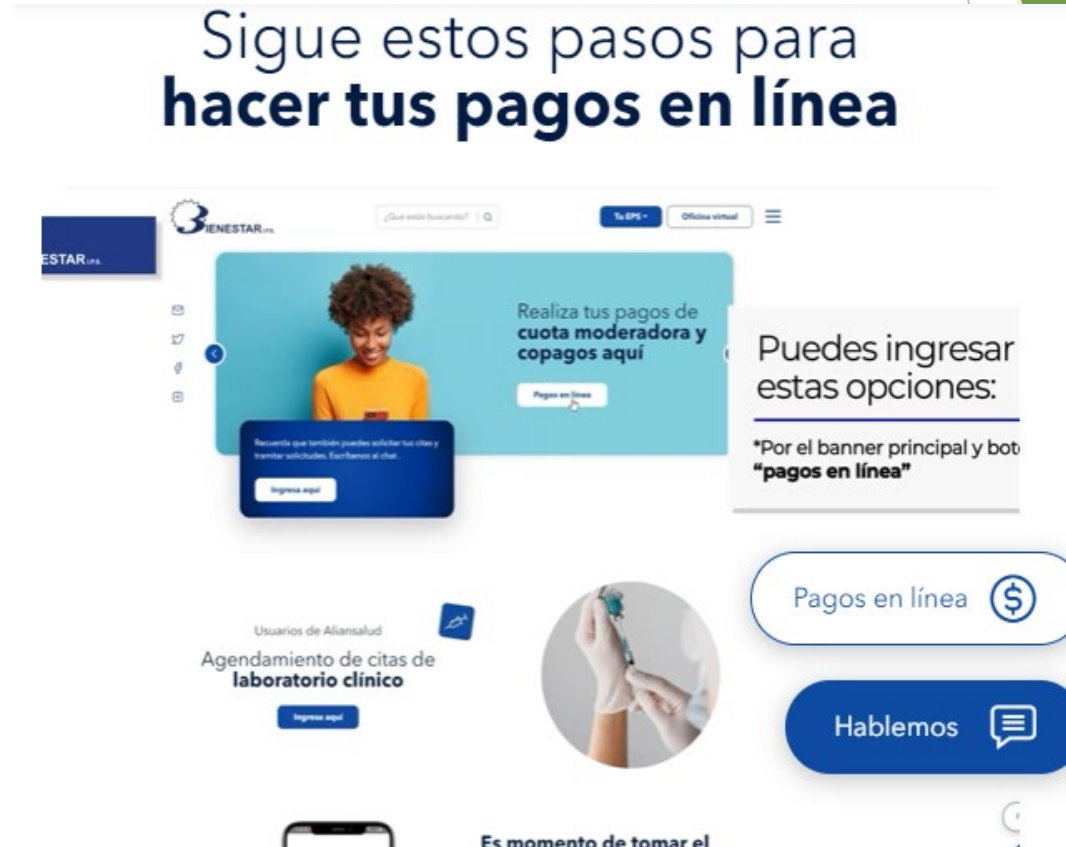 Sigue estos pasos para
hacer tus pagos en línea
BIENESTAR I.P.S.
¿Qué estás buscando?
Tu EPS
Oficina virtual
ESTAR I.P.S.
Realiza tus pagos de
cuota moderadora y
copagos aquí
Pagos en línea
Puedes ingresar
estas opciones:
*Por el banner principal y bot
"pagos en línea"
Recuerda que también puedes solicitar tus citas y
tramitar solicitudes. Escríbenos al chat.
Ingresa aquí
Pagos en línea
Usuarios de Aliansalud
Agendamiento de citas de
laboratorio clínico
Ingresa aquí
Hablemos
Es momento de tomar el